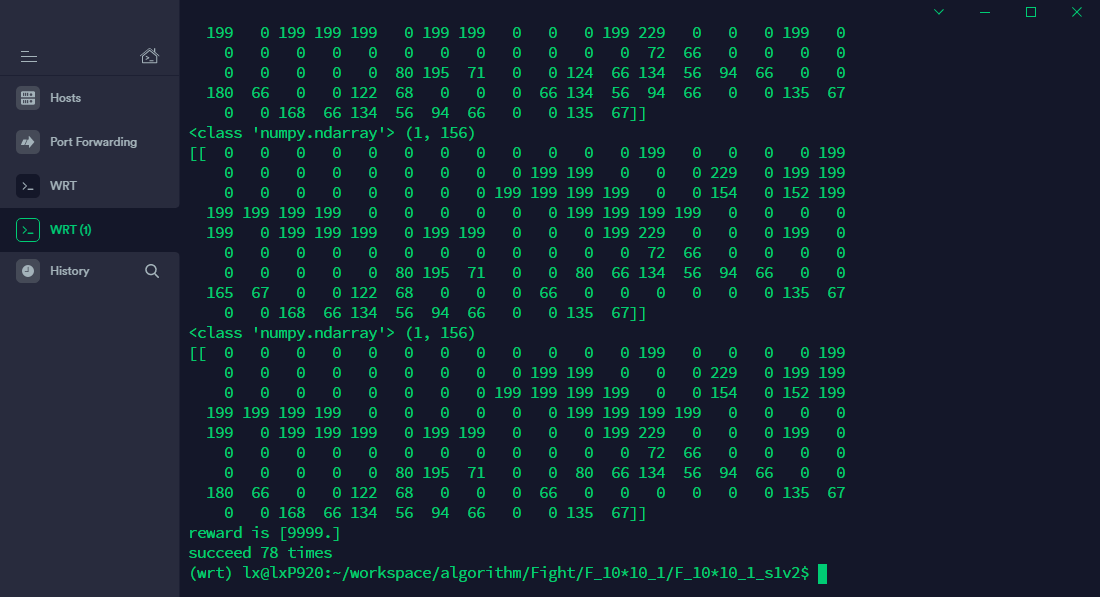 Hosts
Port Forwarding
WRT
WRT (1)
History
199 0 199 199 199 0 199 199 0 0 0 199 229 0 0 0 199 0
0 0 0 0 0 0 0 0 0 0 0 0 72 66 0 0 0 0
0 0 0 0 0 80 195 71 0 0 124 66 134 56 94 66 0 0
180 66 0 0 122 68 0 0 0 66 134 56 94 66 0 0 135 67
0 0 168 66 134 56 94 66 0 0 135 67]]
<class 'numpy.ndarray'> (1, 156)
[[ 0 0 0 0 0 0 0 0 0 0 0 0 199 0 0 0 0 199
0 0 0 0 0 0 0 0 0 199 199 0 0 0 229 0 199 199
0 0 0 0 0 0 0 0 199 199 199 199 0 0 154 0 152 199
199 199 199 199 0 0 0 0 0 0 199 199 199 199 0 0 0 0
199 0 199 199 199 0 199 199 0 0 0 199 229 0 0 0 199 0
0 0 0 0 0 0 0 0 0 0 0 0 72 66 0 0 0 0
0 0 0 0 0 80 195 71 0 0 80 66 134 56 94 66 0 0
165 67 0 0 122 68 0 0 0 66 0 0 0 0 0 0 135 67
0 0 168 66 134 56 94 66 0 0 135 67]]
<class 'numpy.ndarray'> (1, 156)
[[ 0 0 0 0 0 0 0 0 0 0 0 0 199 0 0 0 0 199
0 0 0 0 0 0 0 0 0 199 199 0 0 0 229 0 199 199
0 0 0 0 0 0 0 0 199 199 199 199 0 0 154 0 152 199
199 199 199 199 0 0 0 0 0 0 199 199 199 199 0 0 0 0
199 0 199 199 199 0 199 199 0 0 0 199 229 0 0 0 199 0
0 0 0 0 0 0 0 0 0 0 0 0 72 66 0 0 0 0
0 0 0 0 0 80 195 71 0 0 80 66 134 56 94 66 0 0
180 66 0 0 122 68 0 0 0 66 0 0 0 0 0 0 135 67
0 0 168 66 134 56 94 66 0 0 135 67]]
reward is [9999.]
succeed 78 times
(wrt) lx@lxP920:~/workspace/algorithm/Fight/F_10*10_1/F_10*10_1_s1v2$